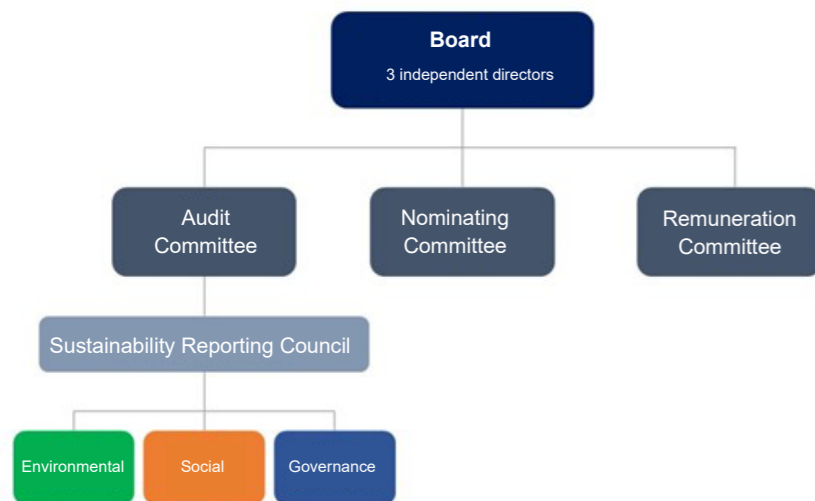 Board
3 independent directors
Audit
Committee
Nominating
Committee
Remuneration
Committee
Sustainability Reporting Council
Environmental
Social
Governance